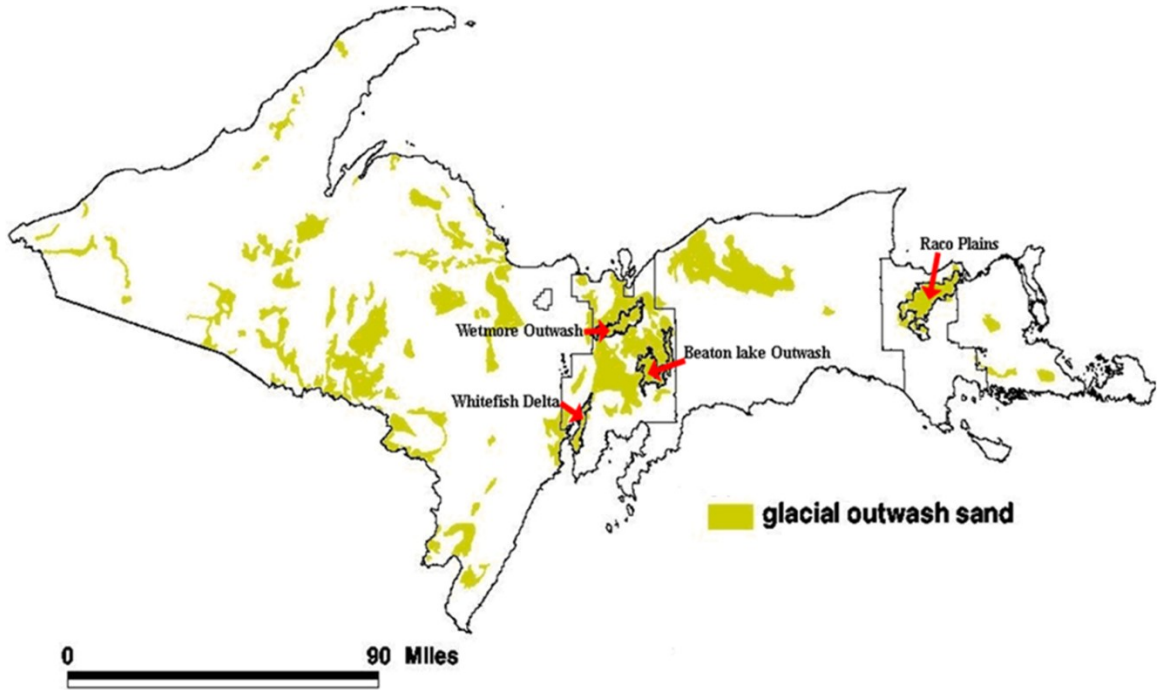 Raco Plains
Wetmore Outwash
Beaton lake Outwash
Whitefish Delta
glacial outwash sand
0 90 Miles